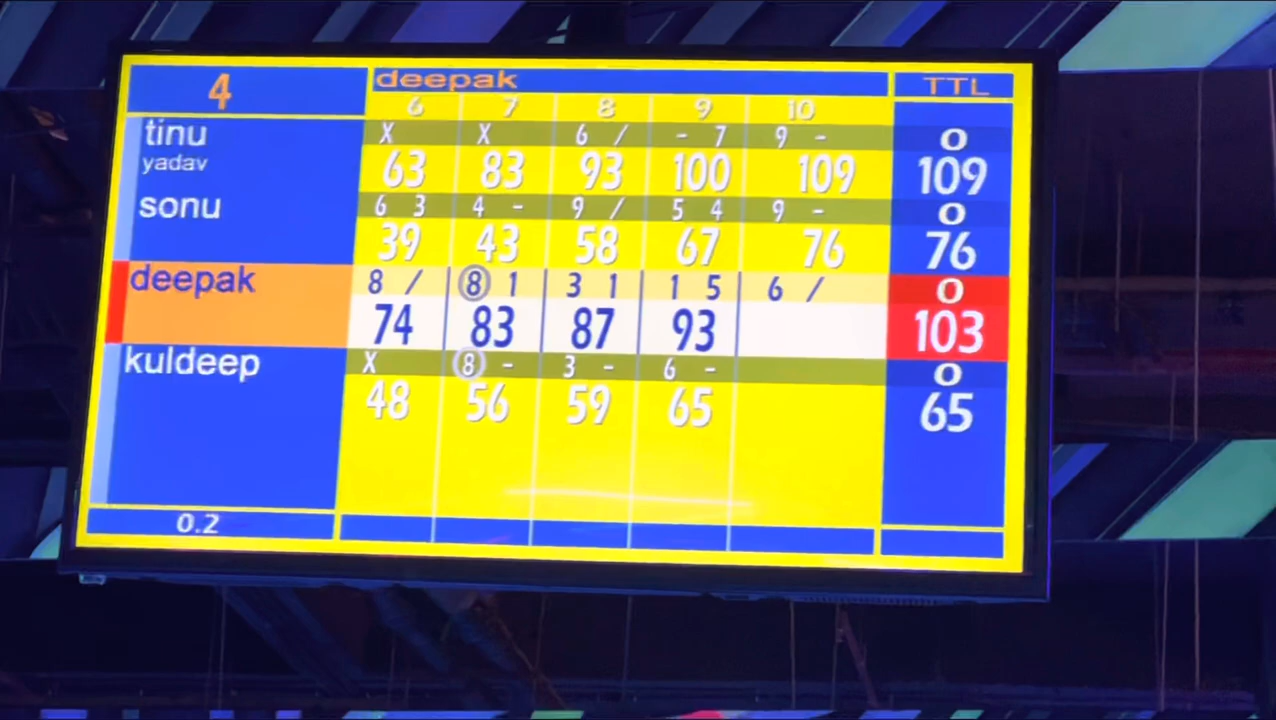 4 deepak TTL
6 7 8 9 10
tinu X X 6 / - 7 9 - 0
yadav 63 83 93 100 109 109
sonu 6 3 4 - 9 / 5 4 9 - 0
39 43 58 67 76 76
deepak 8 / 8 1 3 1 1 5 6 / 0
74 83 87 93 103
kuldeep X 8 - 3 - 6 - 0
48 56 59 65 65
0.2